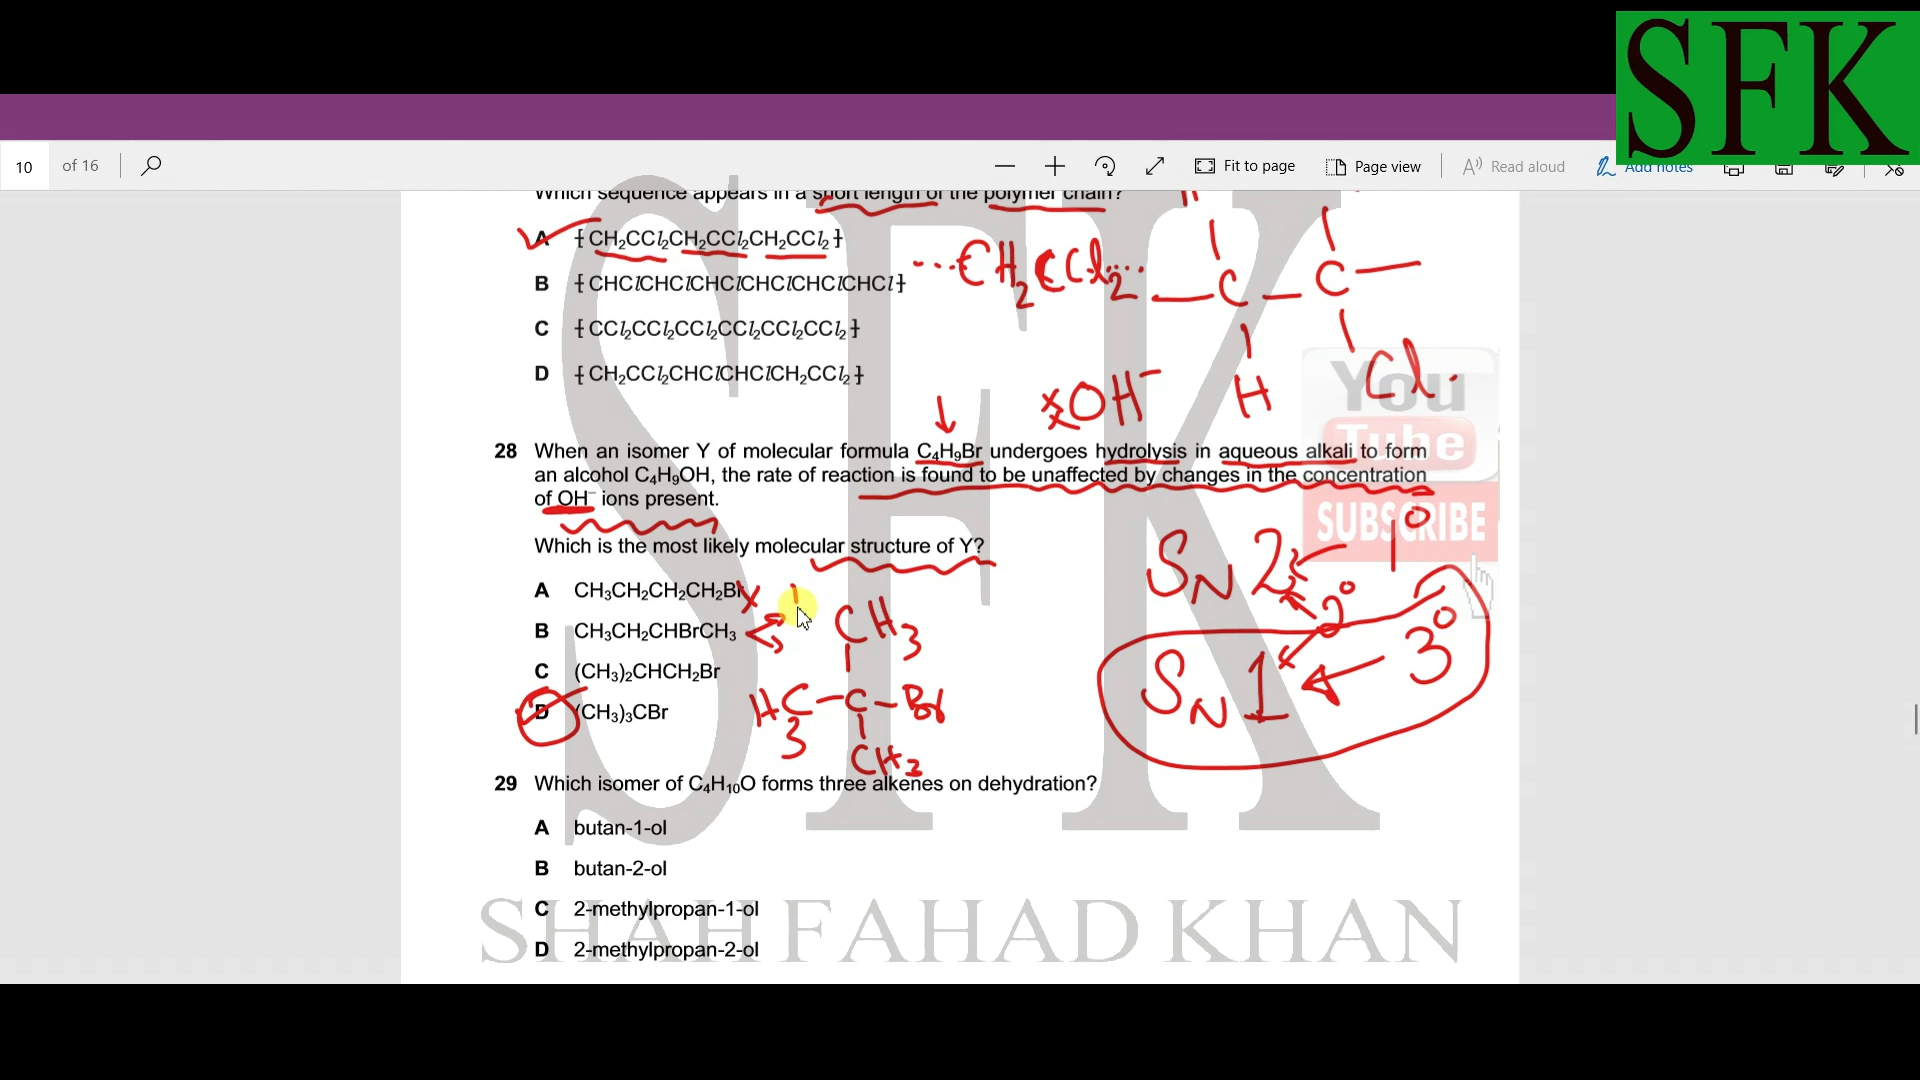 SFK
10 of 16
Fit to page
Page view
Read aloud
Add notes
Which sequence appears in a short length of the polymer chain?
A ⁅CH₂CCl₂CH₂CCl₂CH₂CCl₂⁆
B ⁅CHClCHClCHClCHClCHClCHCl⁆
C ⁅CCl₂CCl₂CCl₂CCl₂CCl₂CCl₂⁆
D ⁅CH₂CCl₂CHClCHClCH₂CCl₂⁆
...CH₂CCl₂...
C C
H Cl
OH⁻
28 When an isomer Y of molecular formula C₄H₉Br undergoes hydrolysis in aqueous alkali to form
an alcohol C₄H₉OH, the rate of reaction is found to be unaffected by changes in the concentration
of OH⁻ ions present.
Which is the most likely molecular structure of Y?
A CH₃CH₂CH₂CH₂Br
B CH₃CH₂CHBrCH₃
C (CH₃)₂CHCH₂Br
D (CH₃)₃CBr
CH₃
H₃C-C-Br
CH₃
SN2 1°
2°
SN1 3°
You
Tube
SUBSCRIBE
29 Which isomer of C₄H₁₀O forms three alkenes on dehydration?
A butan-1-ol
B butan-2-ol
C 2-methylpropan-1-ol
D 2-methylpropan-2-ol
SFK
SHAH FAHAD KHAN